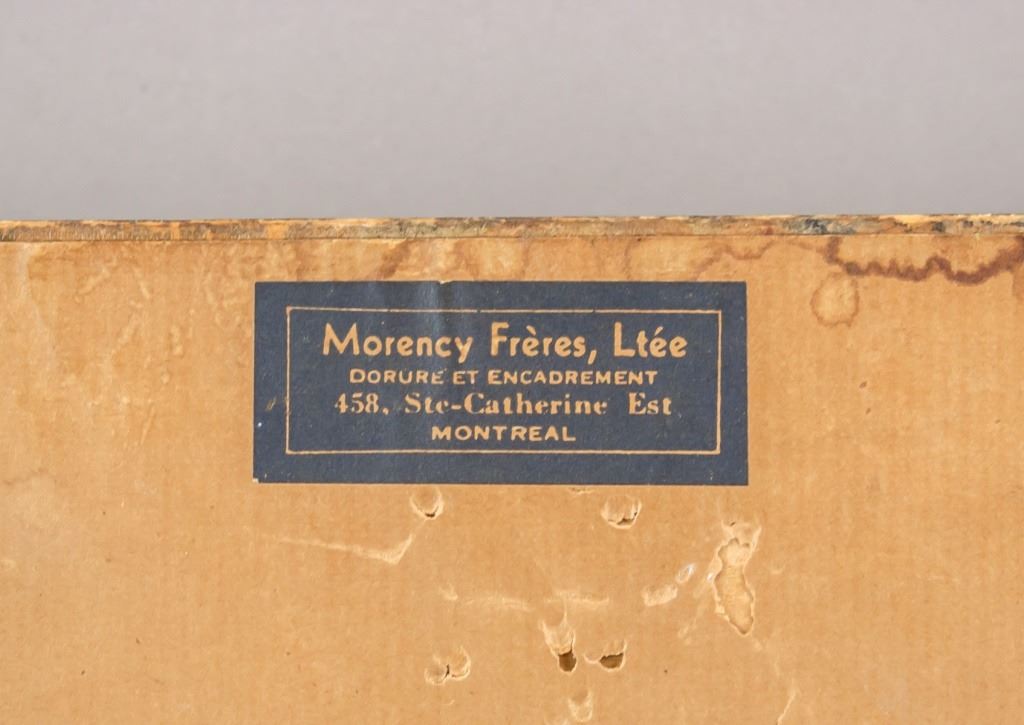 Morency Frères, Ltée
DORURE ET ENCADREMENT
458, Ste-Catherine Est
MONTREAL